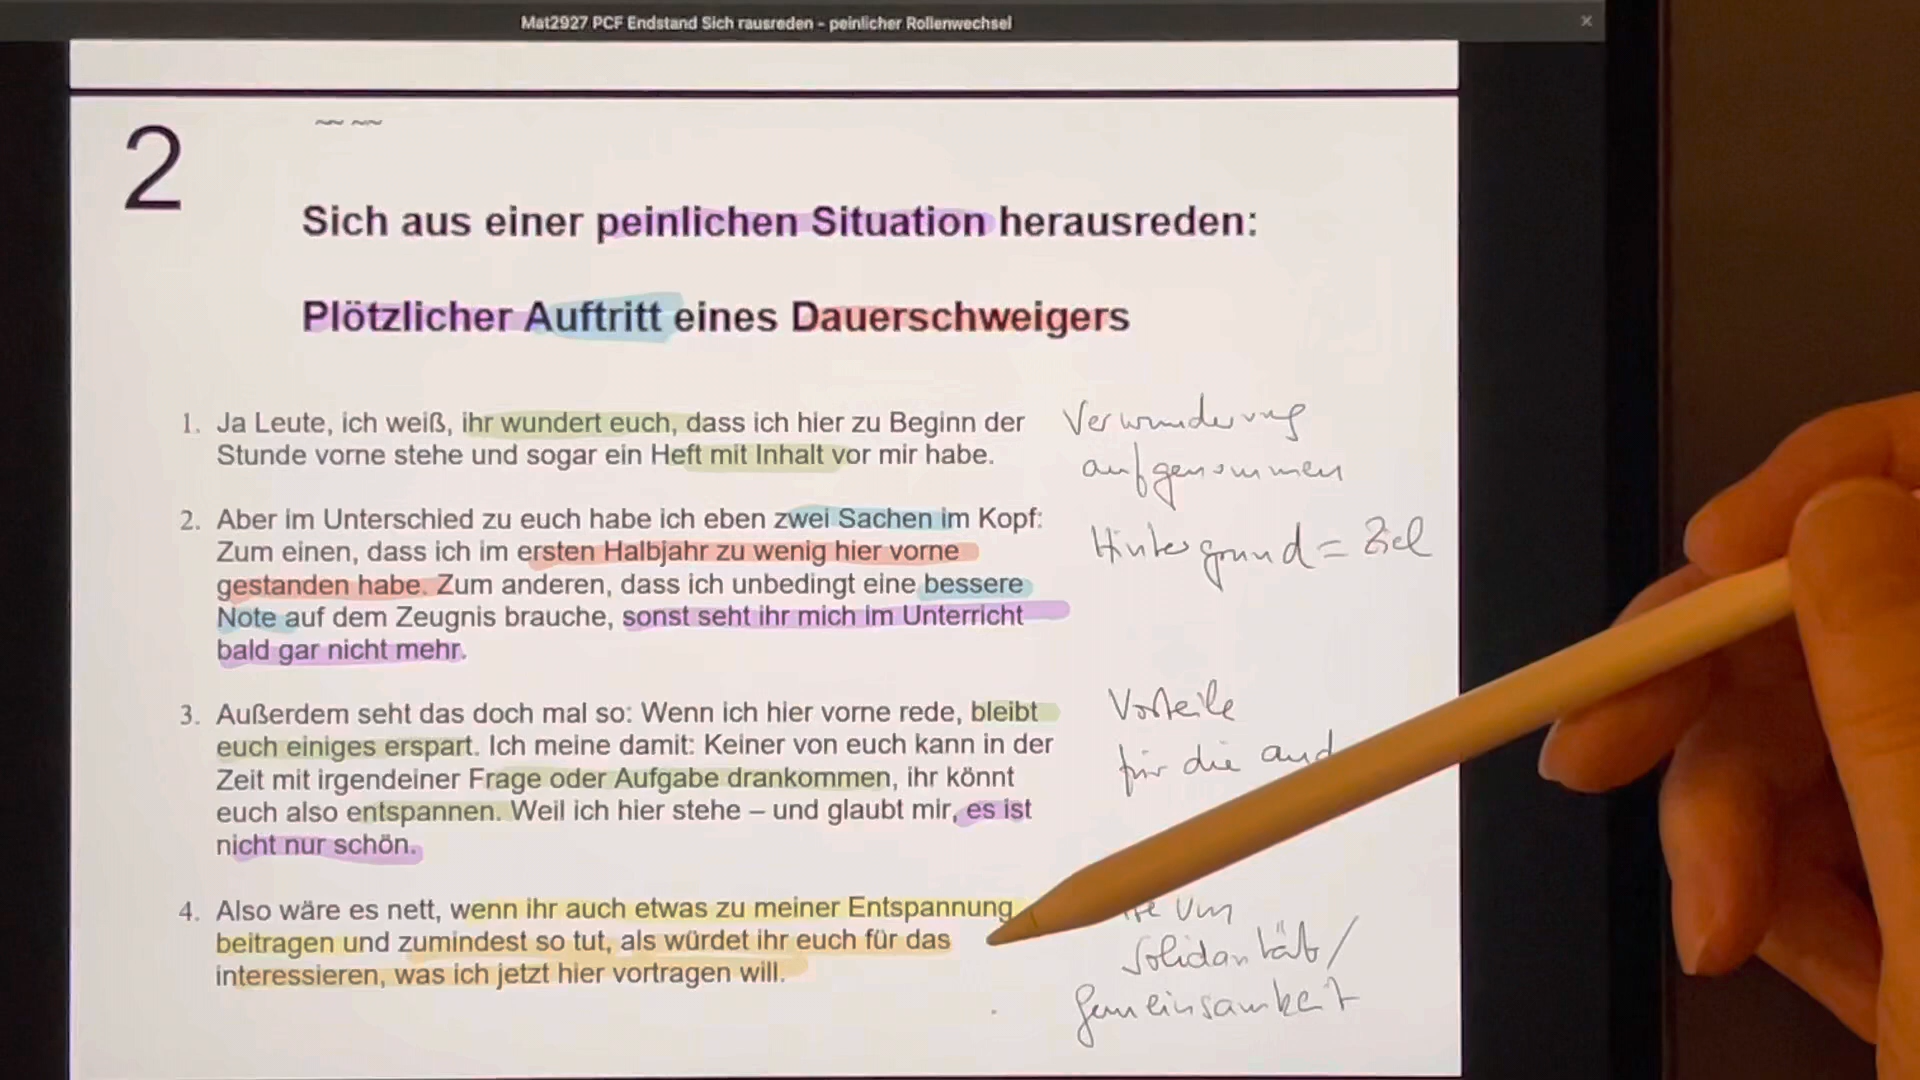 Mat2927 PCF Endstand Sich rausreden - peinlicher Rollenwechsel
2
Sich aus einer peinlichen Situation herausreden:
Plötzlicher Auftritt eines Dauerschweigers
1. Ja Leute, ich weiß, ihr wundert euch, dass ich hier zu Beginn der
Stunde vorne stehe und sogar ein Heft mit Inhalt vor mir habe.
Verwunderung
aufgenommen
2. Aber im Unterschied zu euch habe ich eben zwei Sachen im Kopf:
Zum einen, dass ich im ersten Halbjahr zu wenig hier vorne
gestanden habe. Zum anderen, dass ich unbedingt eine bessere
Note auf dem Zeugnis brauche, sonst seht ihr mich im Unterricht
bald gar nicht mehr.
Hintergrund = Ziel
3. Außerdem seht das doch mal so: Wenn ich hier vorne rede, bleibt
euch einiges erspart. Ich meine damit: Keiner von euch kann in der
Zeit mit irgendeiner Frage oder Aufgabe drankommen, ihr könnt
euch also entspannen. Weil ich hier stehe – und glaubt mir, es ist
nicht nur schön.
Vorteile
für die and
4. Also wäre es nett, wenn ihr auch etwas zu meiner Entspannung
beitragen und zumindest so tut, als würdet ihr euch für das
interessieren, was ich jetzt hier vortragen will.
um
Solidarität/
Gemeinsamkeit